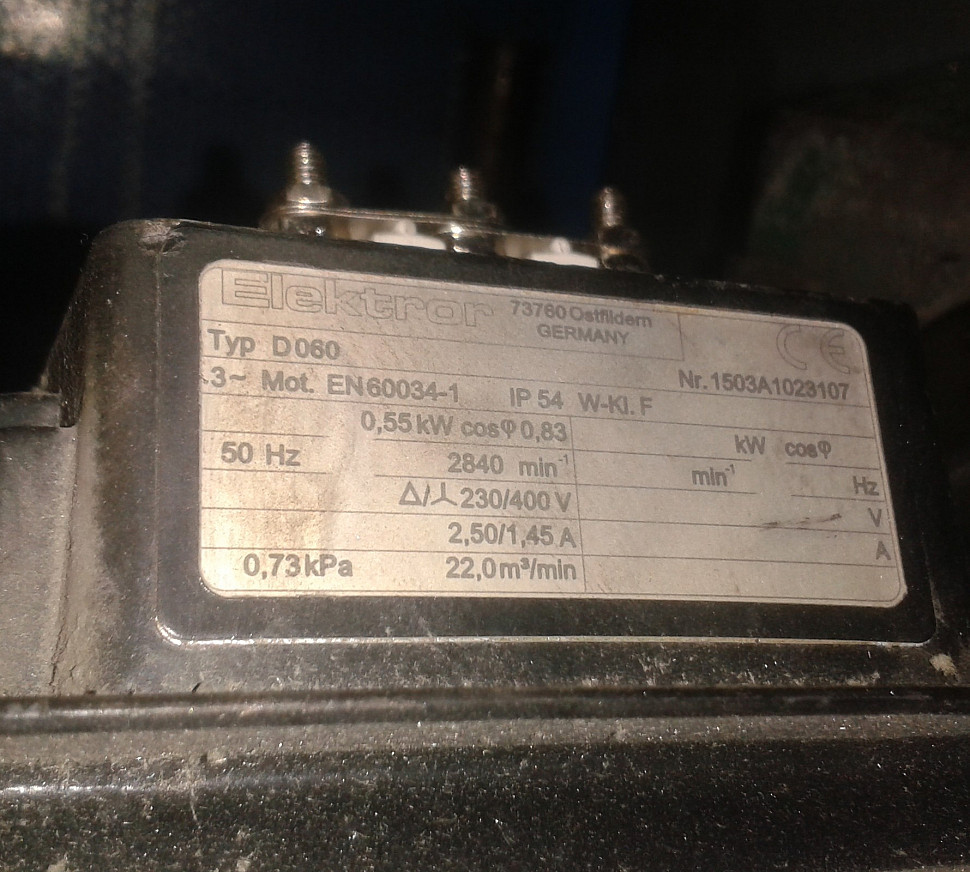 Elektror 73760 Ostfildern
GERMANY CE
Typ D060
Nr. 1503A1023107
3~ Mot. EN60034-1 IP 54 W-Kl. F
0,55 kW cosφ 0,83 kW cosφ
50 Hz 2840 min⁻¹ min⁻¹ Hz
Δ/⅄ 230/400 V V
2,50/1,45 A A
0,73 kPa 22,0 m³/min